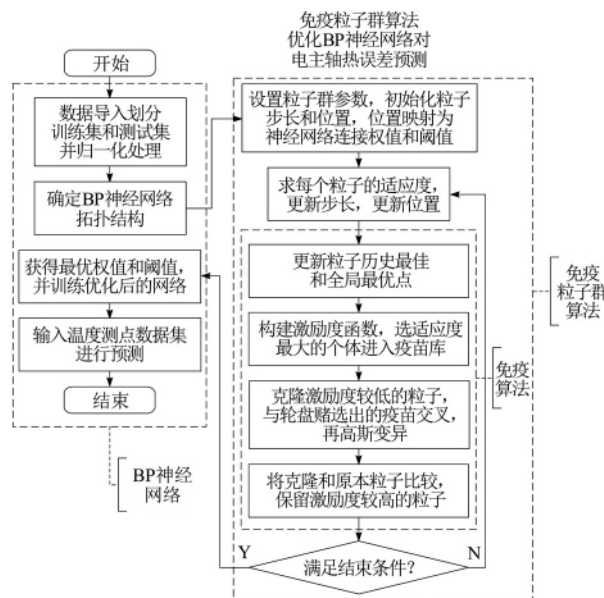 免疫粒子群算法
优化BP神经网络对
电主轴热误差预测
开始
数据导入划分
训练集和测试集
并归一化处理
确定BP神经网络
拓扑结构
获得最优权值和阈值，
并训练优化后的网络
输入温度测点数据集
进行预测
结束
BP神经
网络
设置粒子群参数，初始化粒子
步长和位置，位置映射为
神经网络连接权值和阈值
求每个粒子的适应度，
更新步长，更新位置
更新粒子历史最佳
和全局最优点
构建激励度函数，选适应度
最大的个体进入疫苗库
克隆激励度较低的粒子，
与轮盘赌选出的疫苗交叉，
再高斯变异
将克隆和原本粒子比较，
保留激励度较高的粒子
Y
满足结束条件？
N
免疫
算法
免疫
粒子群
算法